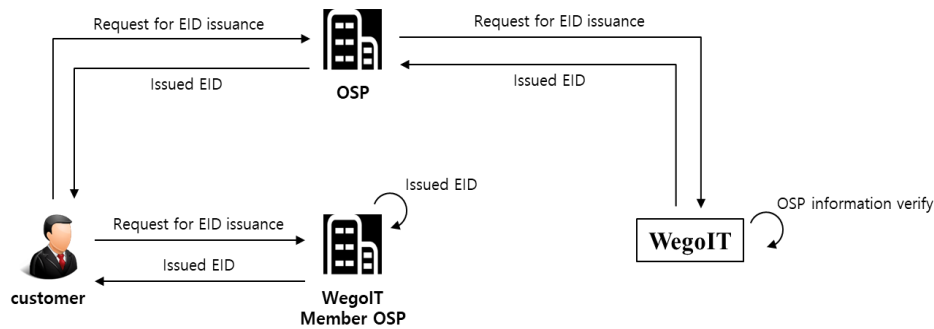 Request for EID issuance
Request for EID issuance
Issued EID
Issued EID
OSP
Issued EID
OSP information verify
Request for EID issuance
WegoIT
Issued EID
customer
WegoIT
Member OSP